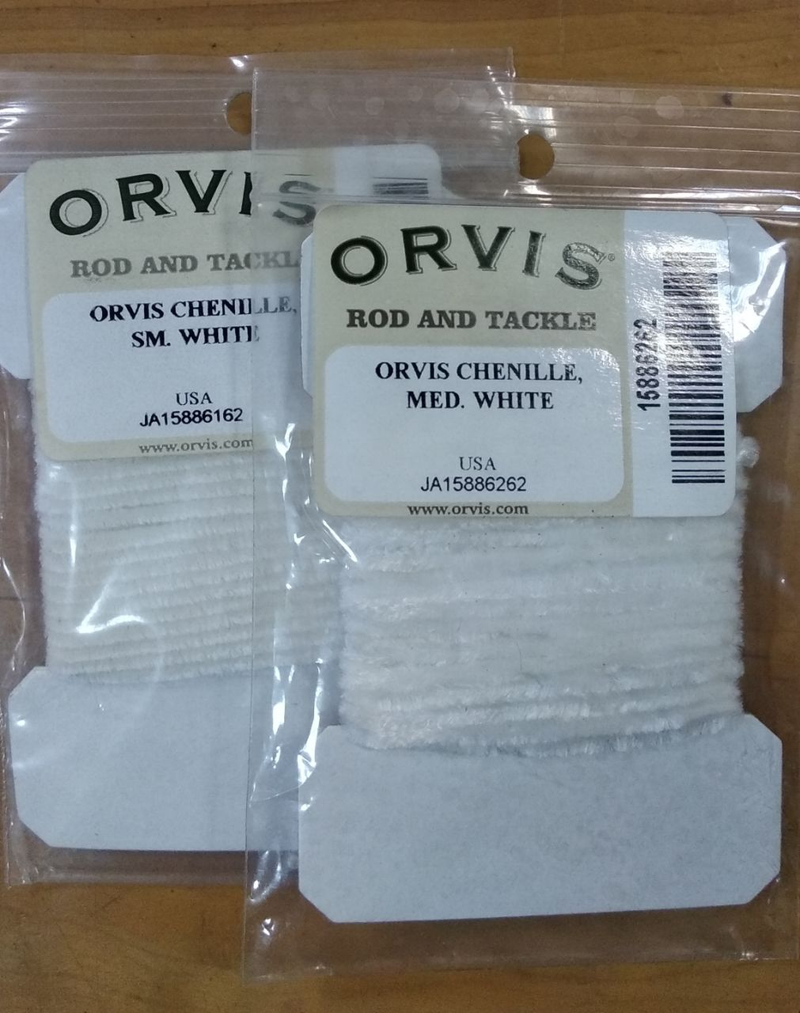 ORVIS
ROD AND TACKL
ORVIS CHENILLE,
SM. WHITE
USA
JA15886162
www.orvis.com
ORVIS®
ROD AND TACKLE
ORVIS CHENILLE,
MED. WHITE
USA
JA15886262
www.orvis.com
15886262